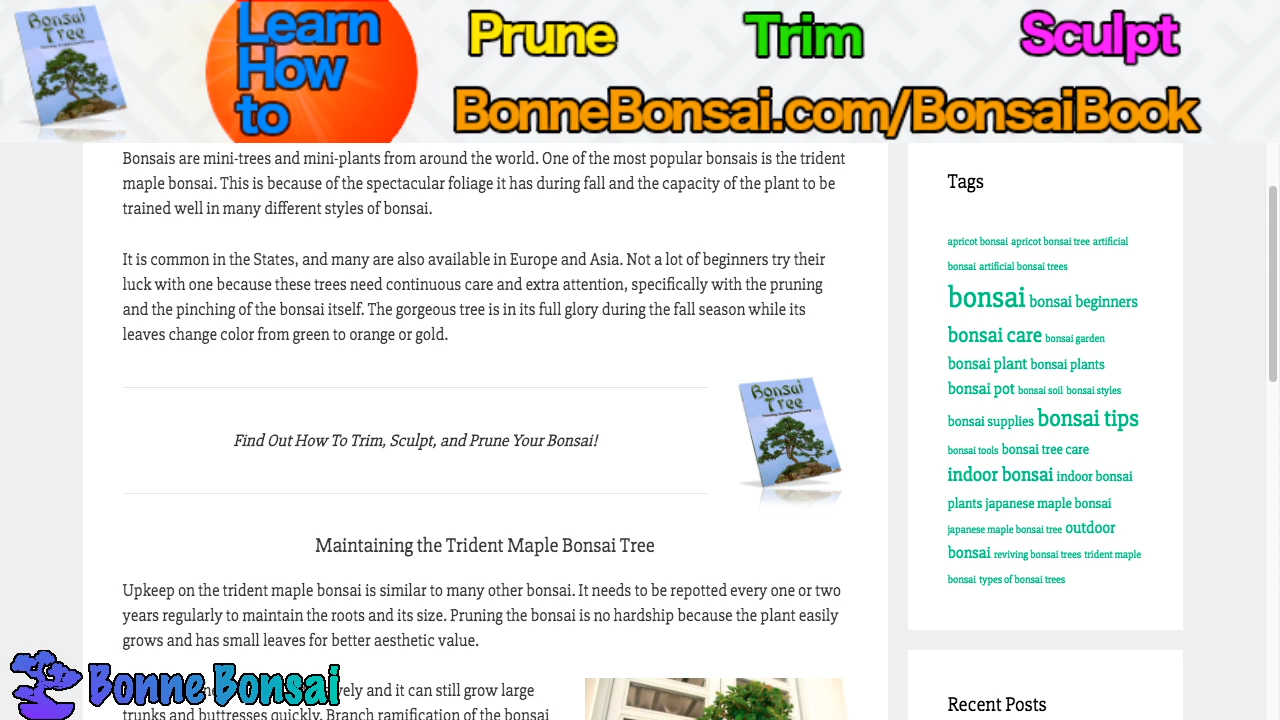 Bonsai
Tree
Learn
How
to
Prune
Trim
Sculpt
BonneBonsai.com/BonsaiBook
Bonsais are mini-trees and mini-plants from around the world. One of the most popular bonsais is the trident
maple bonsai. This is because of the spectacular foliage it has during fall and the capacity of the plant to be
trained well in many different styles of bonsai.
It is common in the States, and many are also available in Europe and Asia. Not a lot of beginners try their
luck with one because these trees need continuous care and extra attention, specifically with the pruning
and the pinching of the bonsai itself. The gorgeous tree is in its full glory during the fall season while its
leaves change color from green to orange or gold.
Find Out How To Trim, Sculpt, and Prune Your Bonsai!
Bonsai
Tree
Maintaining the Trident Maple Bonsai Tree
Upkeep on the trident maple bonsai is similar to many other bonsai. It needs to be repotted every one or two
years regularly to maintain the roots and its size. Pruning the bonsai is no hardship because the plant easily
grows and has small leaves for better aesthetic value.
and it can still grow large
trunks and buttresses quickly. Branch ramification of the bonsai
Bonne Bonsai
Tags
apricot bonsai apricot bonsai tree artificial
bonsai artificial bonsai trees
bonsai bonsai beginners
bonsai care bonsai garden
bonsai plant bonsai plants
bonsai pot bonsai soil bonsai styles
bonsai supplies bonsai tips
bonsai tools bonsai tree care
indoor bonsai indoor bonsai
plants japanese maple bonsai
japanese maple bonsai tree outdoor
bonsai reviving bonsai trees trident maple
bonsai types of bonsai trees
Recent Posts